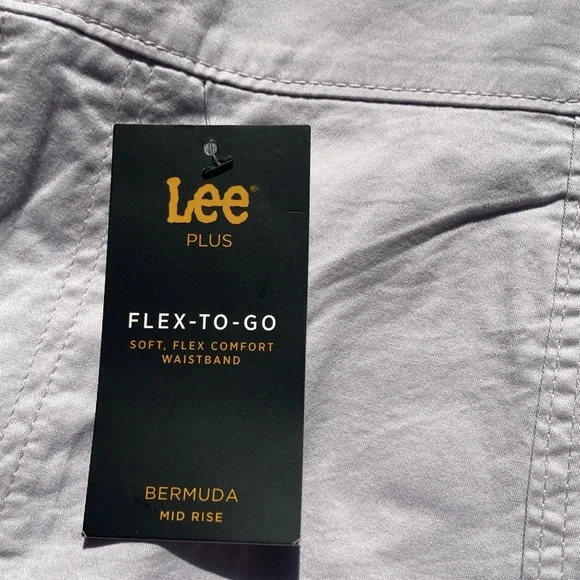 Lee®
PLUS
FLEX-TO-GO
SOFT, FLEX COMFORT
WAISTBAND
BERMUDA
MID RISE